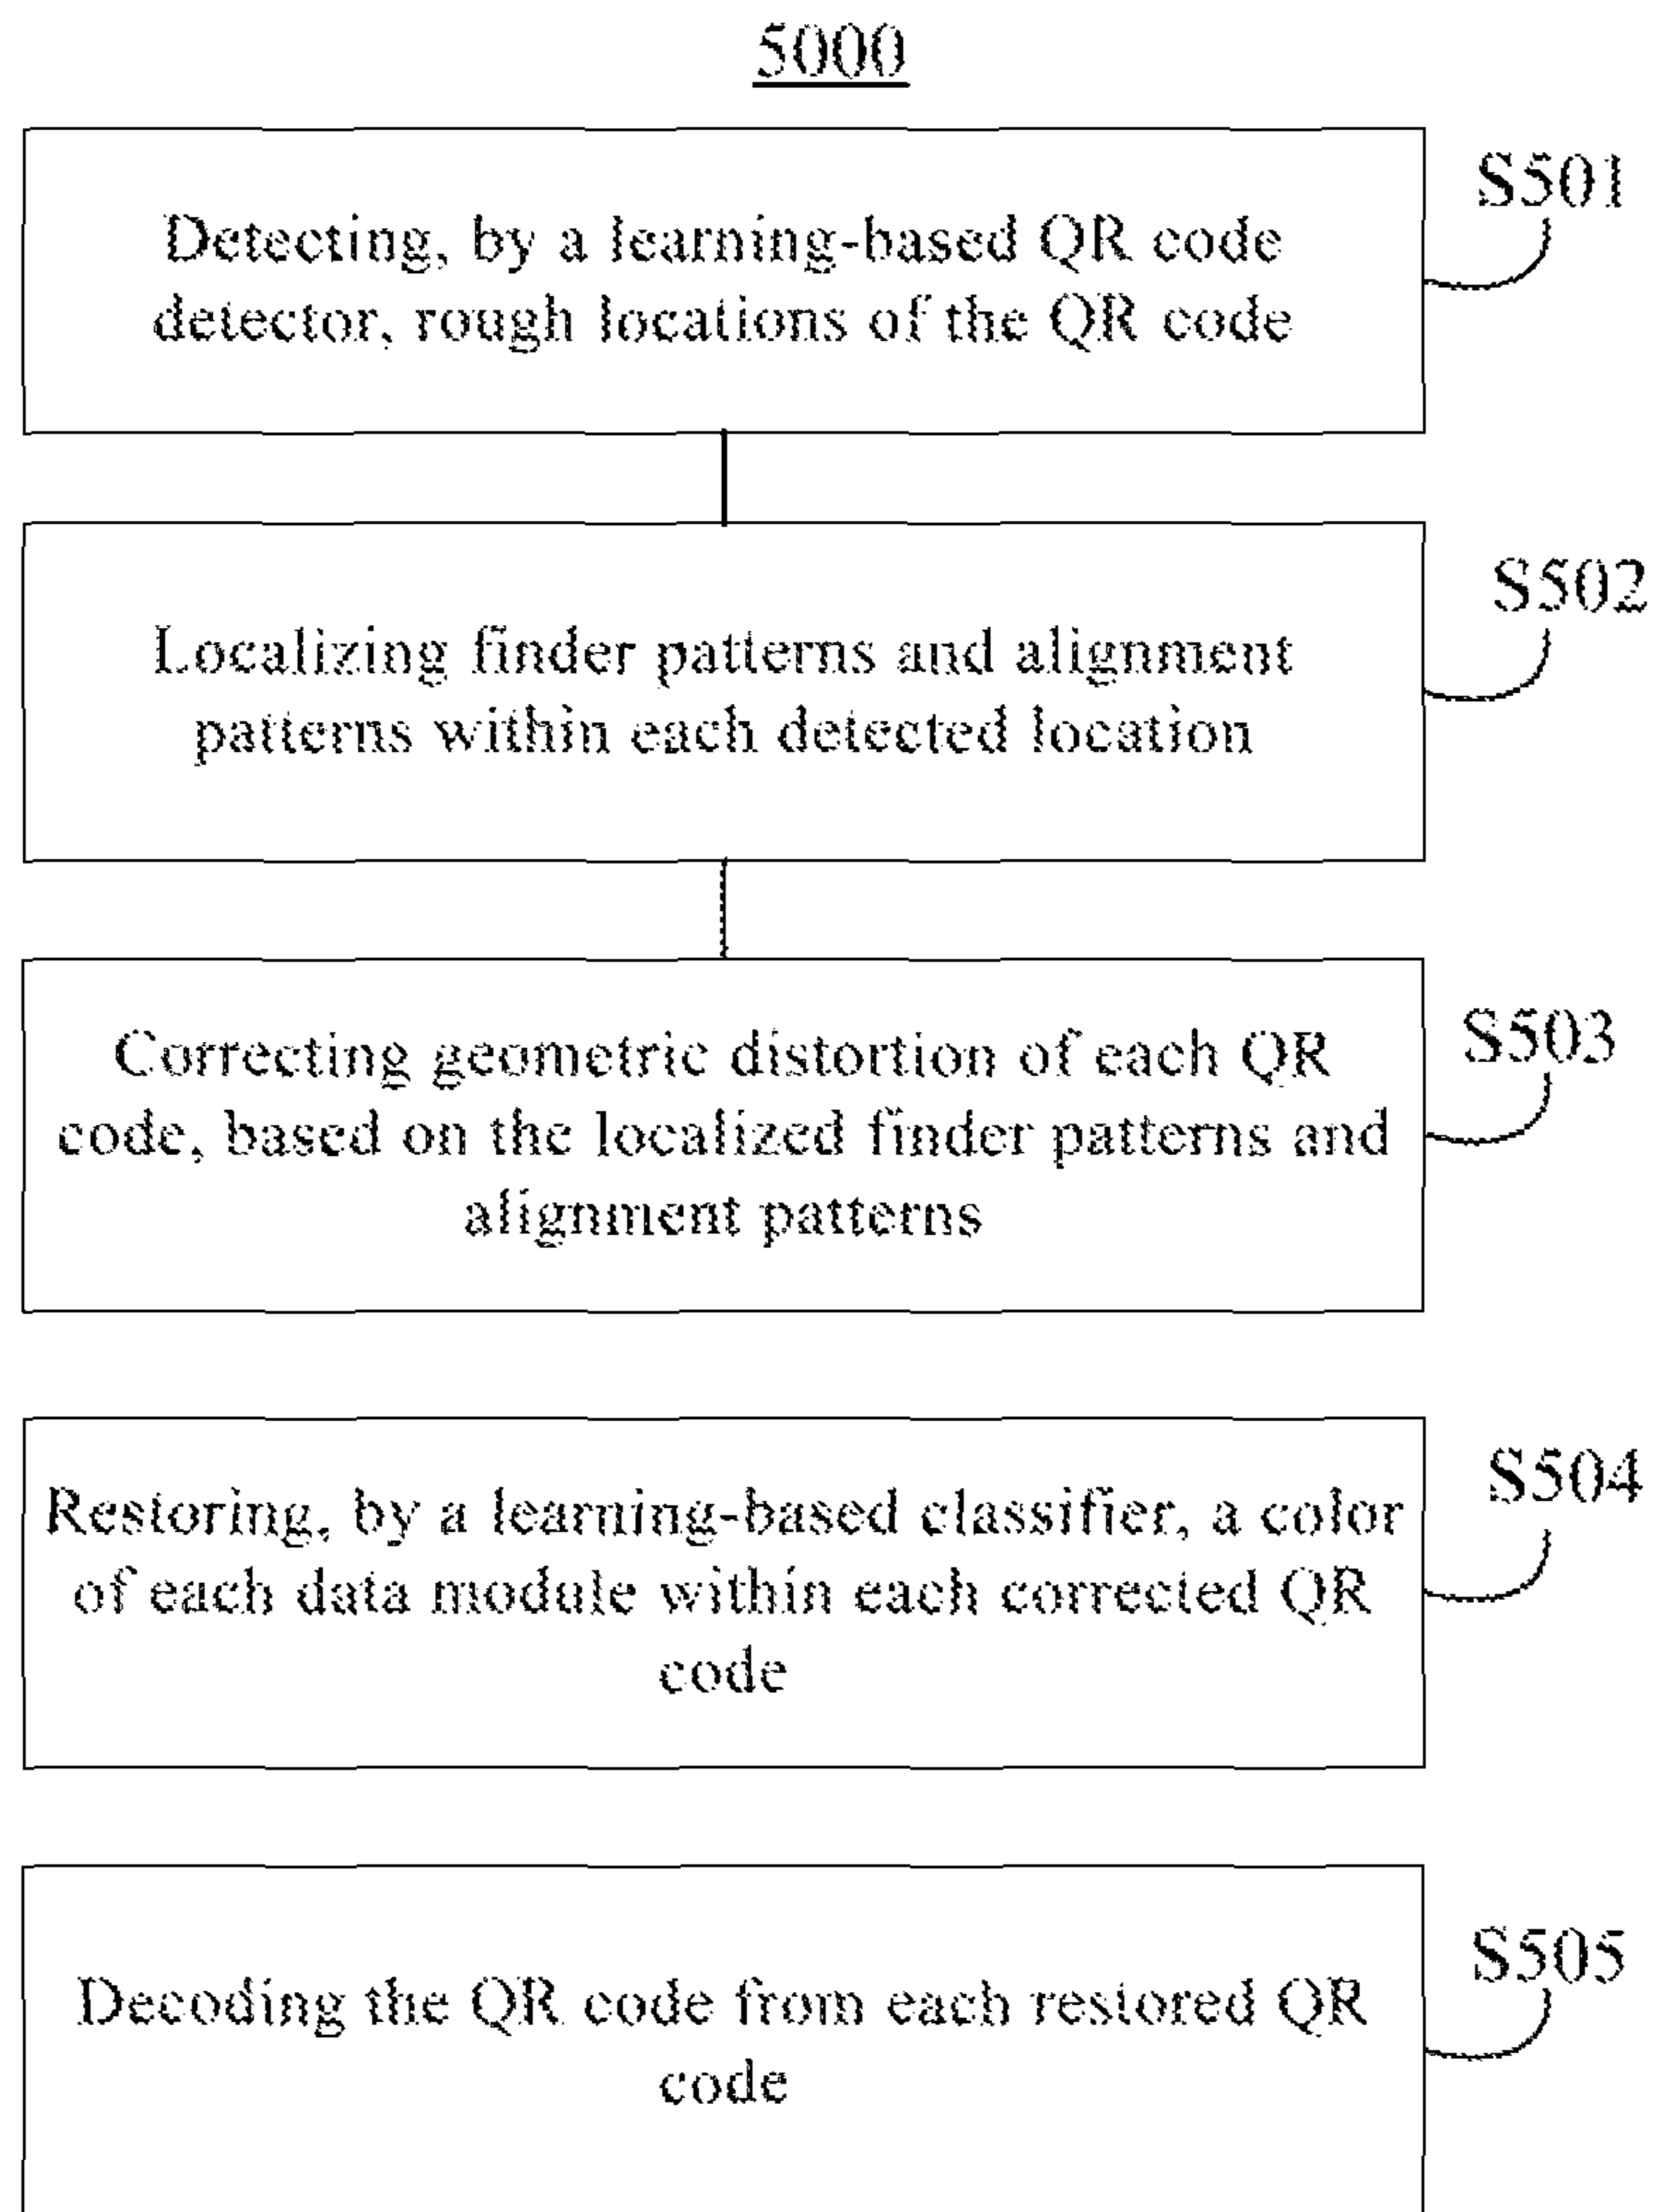 5000
S501
Detecting, by a learning-based QR code
detector, rough locations of the QR code
S502
Localizing finder patterns and alignment
patterns within each detected location
S503
Correcting geometric distortion of each QR
code, based on the localized finder patterns and
alignment patterns
S504
Restoring, by a learning-based classifier, a color
of each data module within each corrected QR
code
S505
Decoding the QR code from each restored QR
code